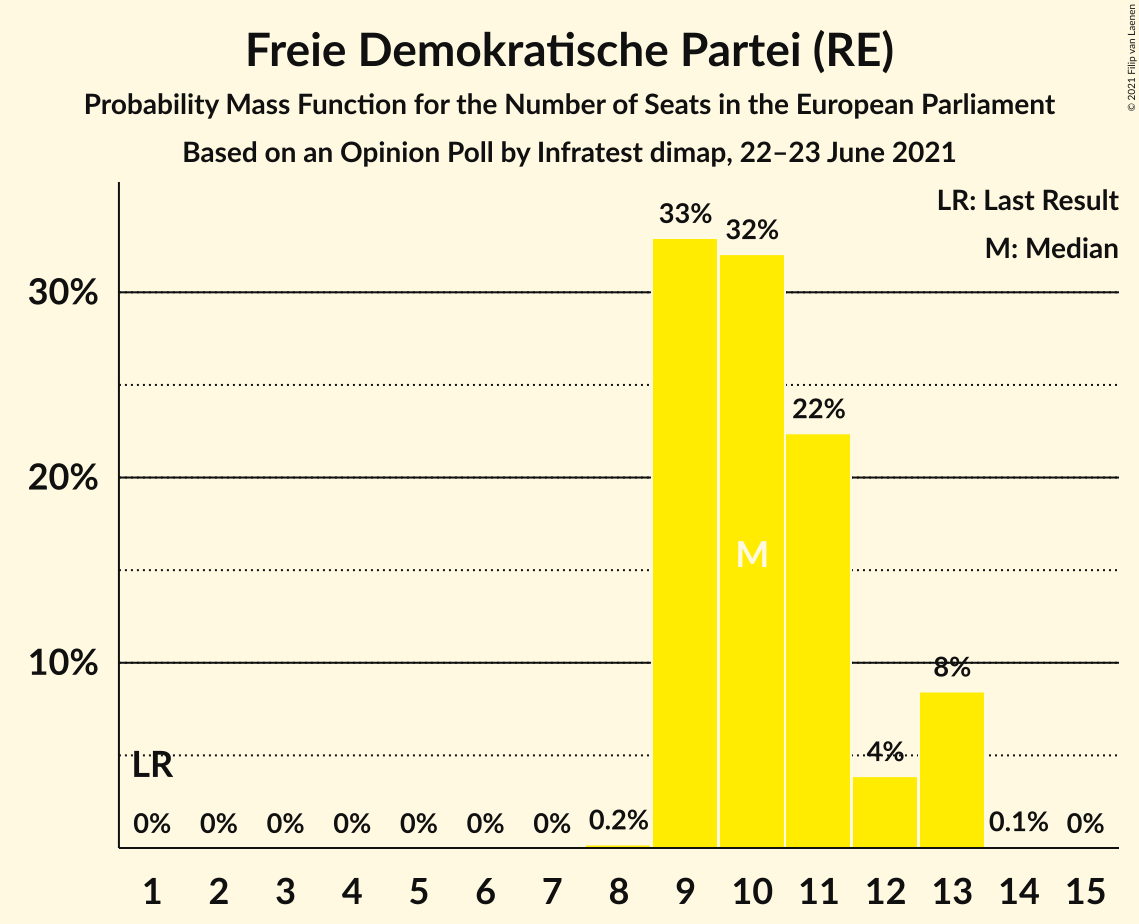 Freie Demokratische Partei (RE)
Probability Mass Function for the Number of Seats in the European Parliament
Based on an Opinion Poll by Infratest dimap, 22–23 June 2021
© 2021 Filip van Laenen
LR: Last Result
M: Median
33%
32%
30%
22%
20%
M
10%
8%
4%
LR
0% 0% 0% 0% 0% 0% 0% 0.2% 0.1% 0%
1 2 3 4 5 6 7 8 9 10 11 12 13 14 15